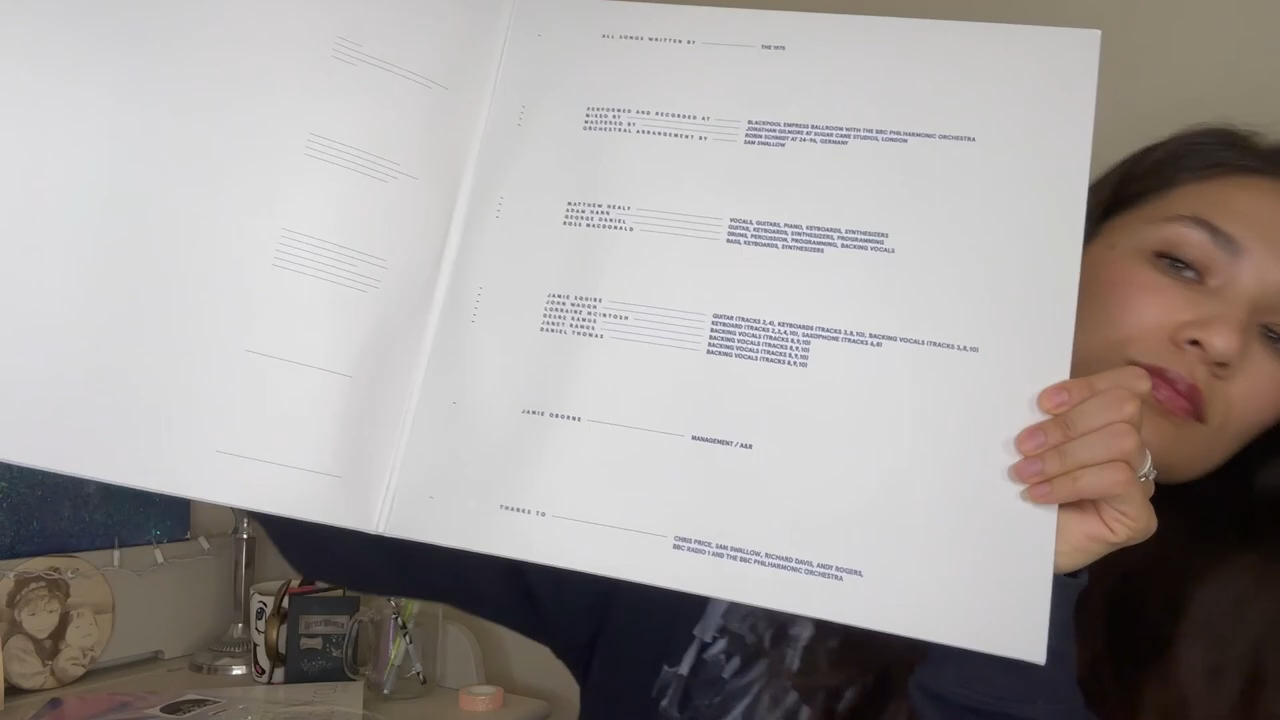 ALL SONGS WRITTEN BY THE 1975
PERFORMED AND RECORDED AT BLACKPOOL EMPRESS BALLROOM WITH THE BBC PHILHARMONIC ORCHESTRA
MIXED BY JONATHAN GILMORE AT SUGAR CANE STUDIOS, LONDON
MASTERED BY ROBIN SCHMIDT AT 24-96, GERMANY
ORCHESTRAL ARRANGEMENT BY SAM SWALLOW
MATTHEW HEALY VOCALS, GUITARS, PIANO, KEYBOARDS, SYNTHESIZERS
ADAM HANN GUITAR, KEYBOARDS, SYNTHESIZERS, PROGRAMMING
GEORGE DANIEL DRUMS, PERCUSSION, PROGRAMMING, BACKING VOCALS
ROSS MACDONALD BASS, KEYBOARDS, SYNTHESIZERS
JAMIE SQUIRE GUITAR (TRACKS 2,4), KEYBOARDS (TRACKS 3,8,10), BACKING VOCALS (TRACKS 3,8,10)
JOHN WAUGH KEYBOARD (TRACKS 2,3,4,10), SAXOPHONE (TRACKS 6,8)
LORRAINE MCINTOSH BACKING VOCALS (TRACKS 8,9,10)
DESRE RAMUS BACKING VOCALS (TRACKS 8,9,10)
JANET RAMUS BACKING VOCALS (TRACKS 8,9,10)
DANIEL THOMAS BACKING VOCALS (TRACKS 8,9,10)
JAMIE OBORNE MANAGEMENT / A&R
THANKS TO CHRIS PRICE, SAM SWALLOW, RICHARD DAVIS, ANDY ROGERS,
BBC RADIO 1 AND THE BBC PHILHARMONIC ORCHESTRA